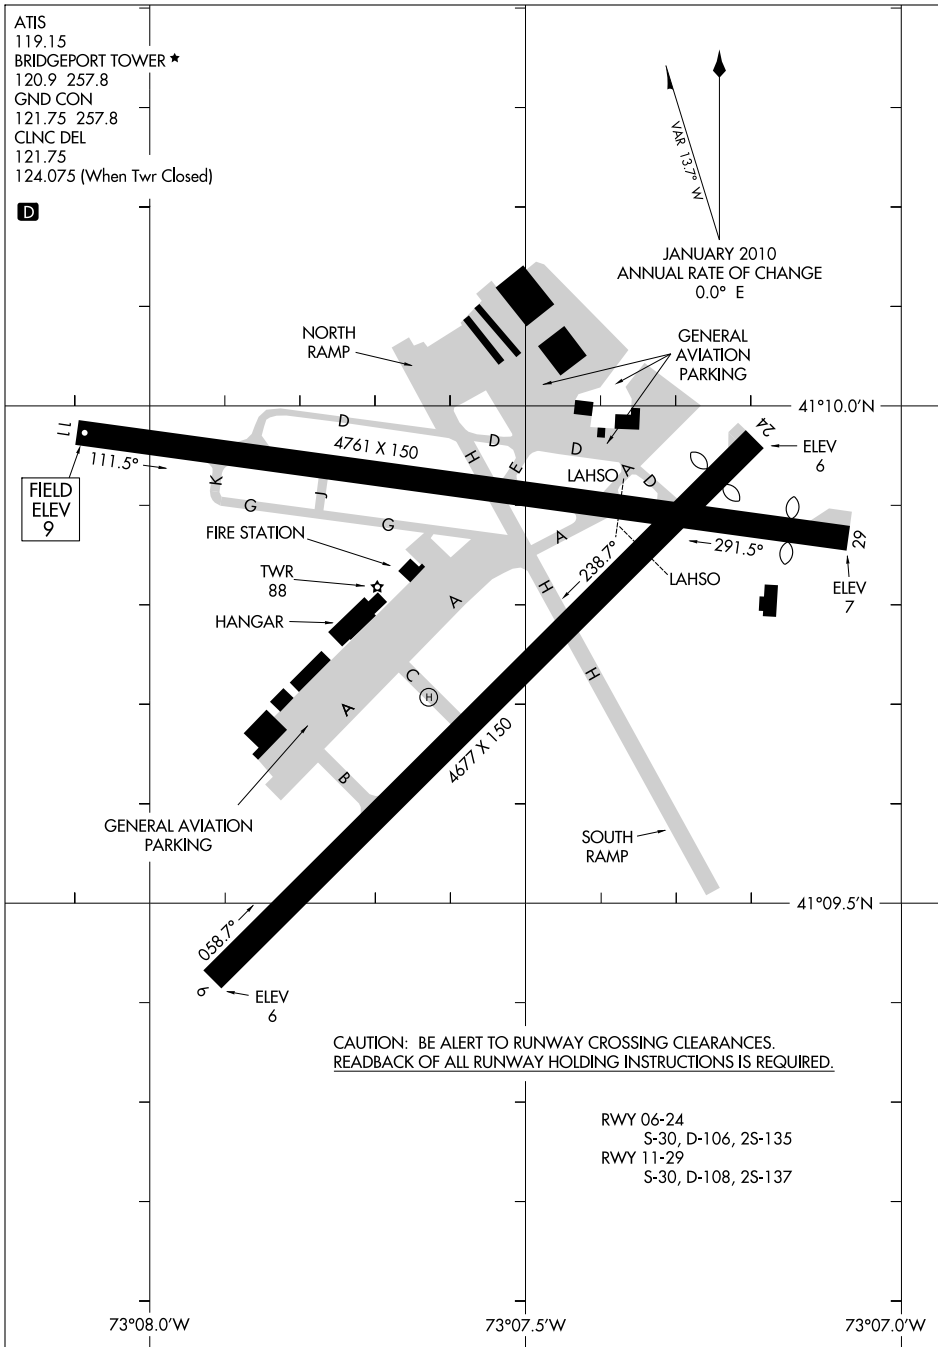 ATIS
119.15
BRIDGEPORT TOWER ★
120.9 257.8
GND CON
121.75 257.8
CLNC DEL
121.75
124.075 (When Twr Closed)
D
VAR 13.7° W
JANUARY 2010
ANNUAL RATE OF CHANGE
0.0° E
NORTH
RAMP
GENERAL
AVIATION
PARKING
41°10.0'N
11
D
4761 X 150
D
D
H
E
24
ELEV
6
111.5°
LAHSO
A
D
K
J
G
G
FIELD
ELEV
9
FIRE STATION
A
238.7°
291.5°
29
LAHSO
TWR
88
HANGAR
A
H
ELEV
7
C
H
H
A
B
4677 X 150
GENERAL AVIATION
PARKING
SOUTH
RAMP
41°09.5'N
058.7°
6
ELEV
6
CAUTION: BE ALERT TO RUNWAY CROSSING CLEARANCES.
READBACK OF ALL RUNWAY HOLDING INSTRUCTIONS IS REQUIRED.
RWY 06-24
S-30, D-106, 2S-135
RWY 11-29
S-30, D-108, 2S-137
73°08.0'W
73°07.5'W
73°07.0'W